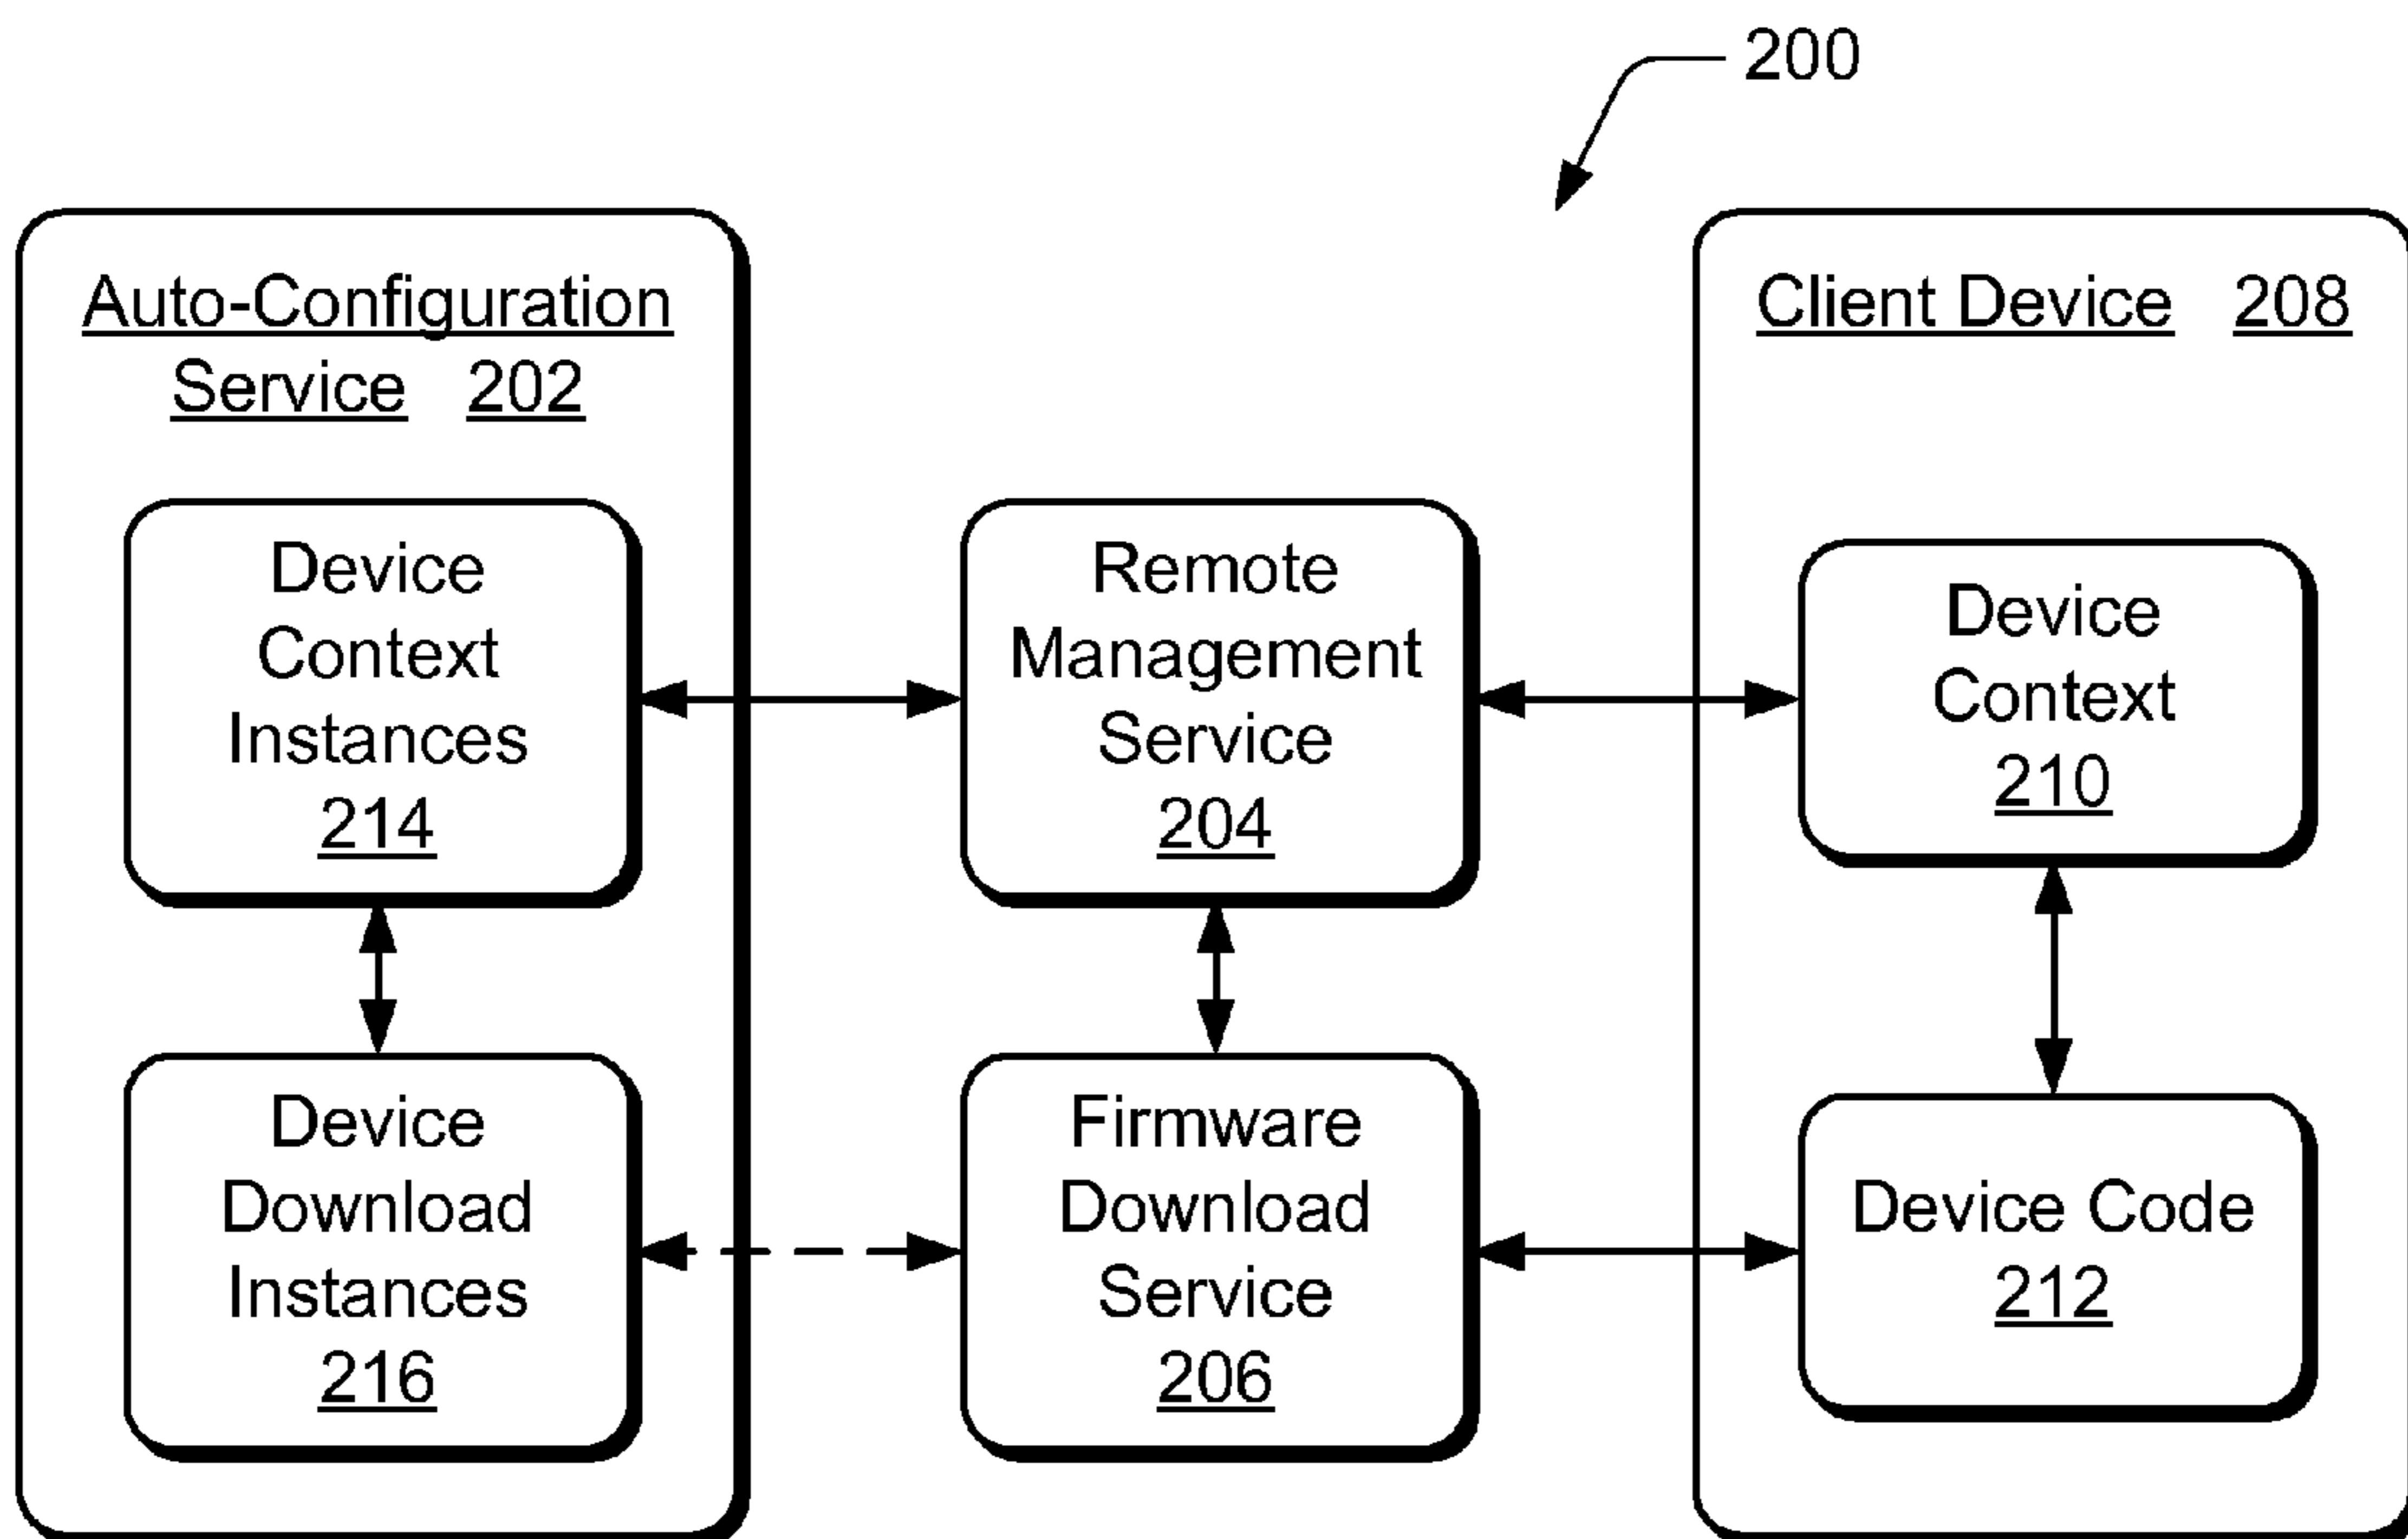 200
Auto-Configuration
Service 202
Device
Context
Instances
214
Device
Download
Instances
216
Remote
Management
Service
204
Firmware
Download
Service
206
Client Device 208
Device
Context
210
Device Code
212